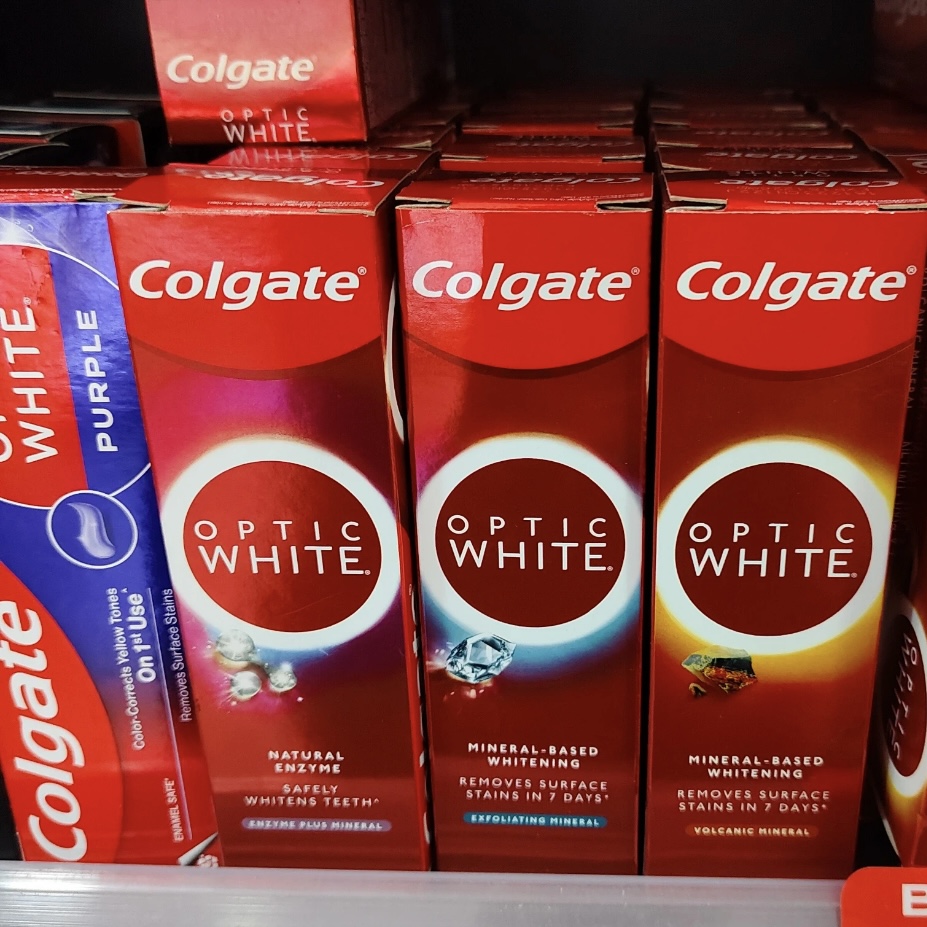 Colgate
OPTIC
WHITE
Colgate
Colgate
Colgate®
OPTIC
WHITE®
NATURAL
ENZYME
SAFELY
WHITENS TEETH^
ENZYME PLUS MINERAL
Colgate®
OPTIC
WHITE®
MINERAL-BASED
WHITENING
REMOVES SURFACE
STAINS IN 7 DAYS*
EXFOLIATING MINERAL
Colgate®
OPTIC
WHITE®
MINERAL-BASED
WHITENING
REMOVES SURFACE
STAINS IN 7 DAYS*
VOLCANIC MINERAL
WHITE®
PURPLE
Colgate
Color-Corrects Yellow Tones
On 1st Use^
Removes Surface Stains
ENAMEL SAFE*
B